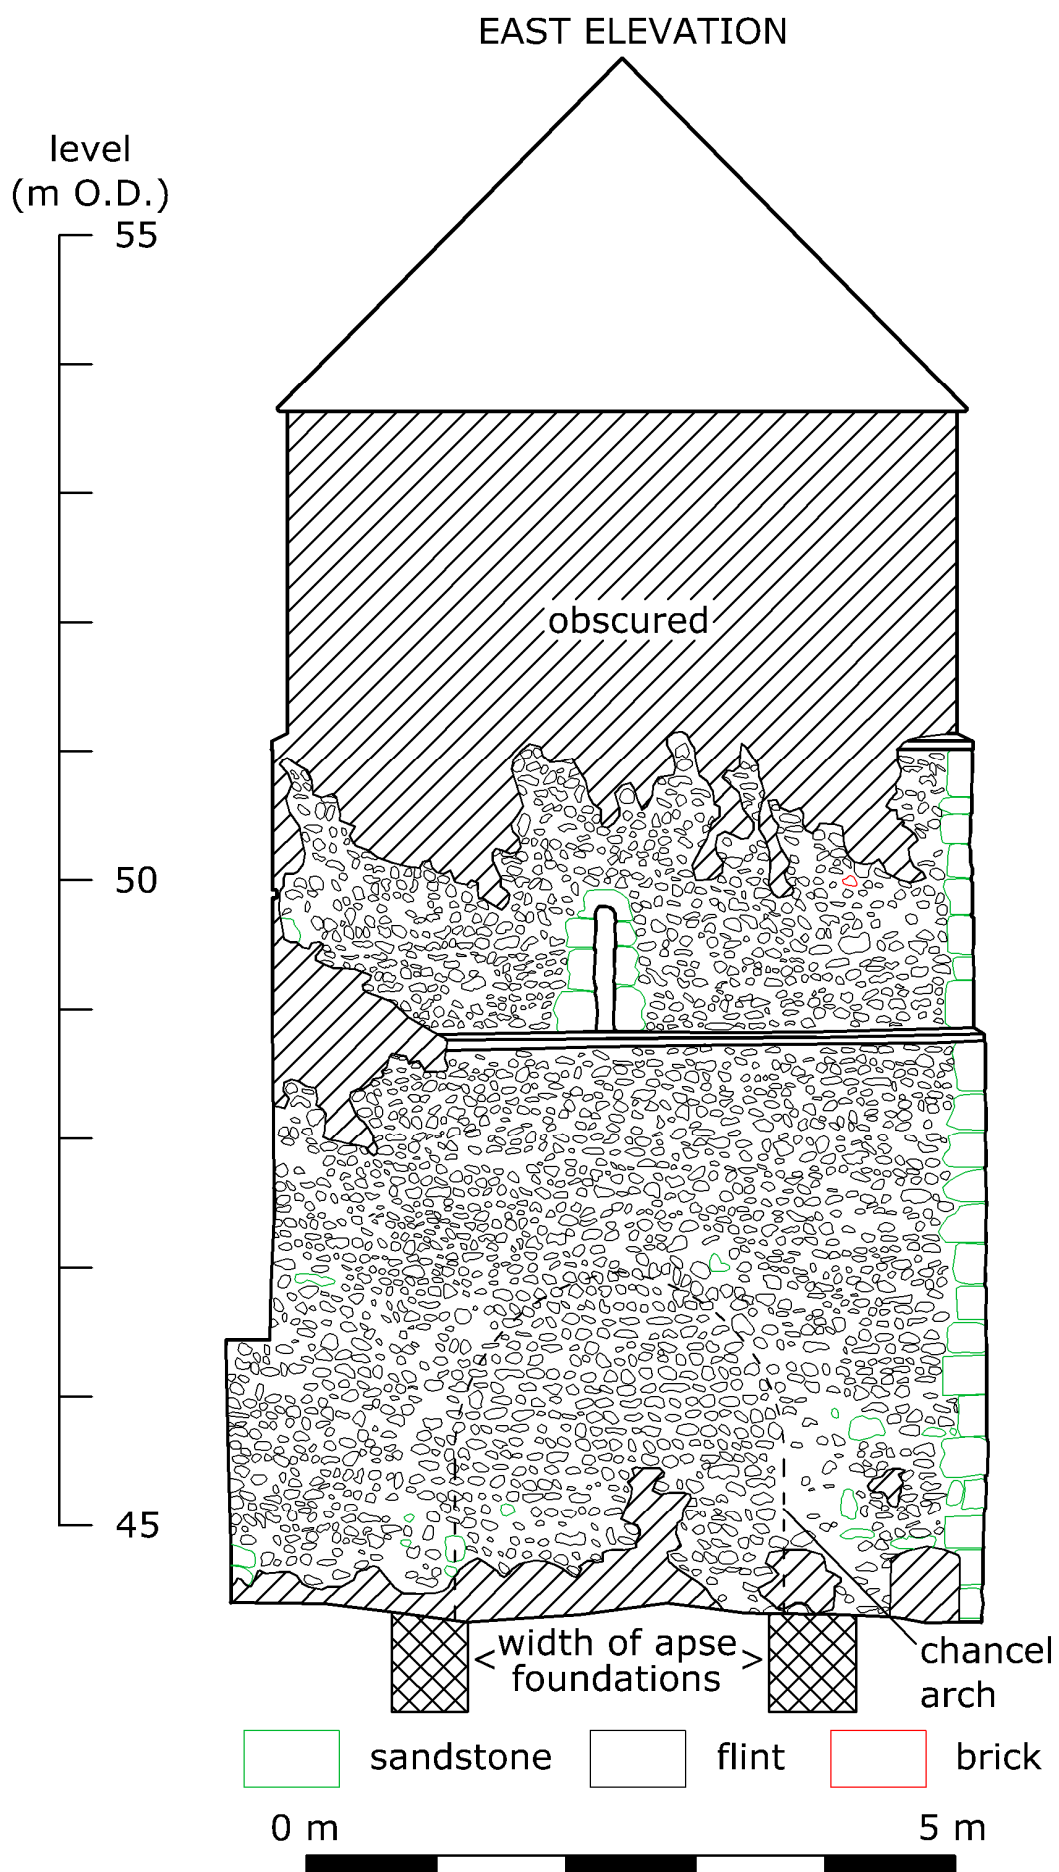 EAST ELEVATION
level
(m O.D.)
55
obscured
50
45
<width of apse>
foundations
chancel
arch
sandstone
flint
brick
0 m
5 m